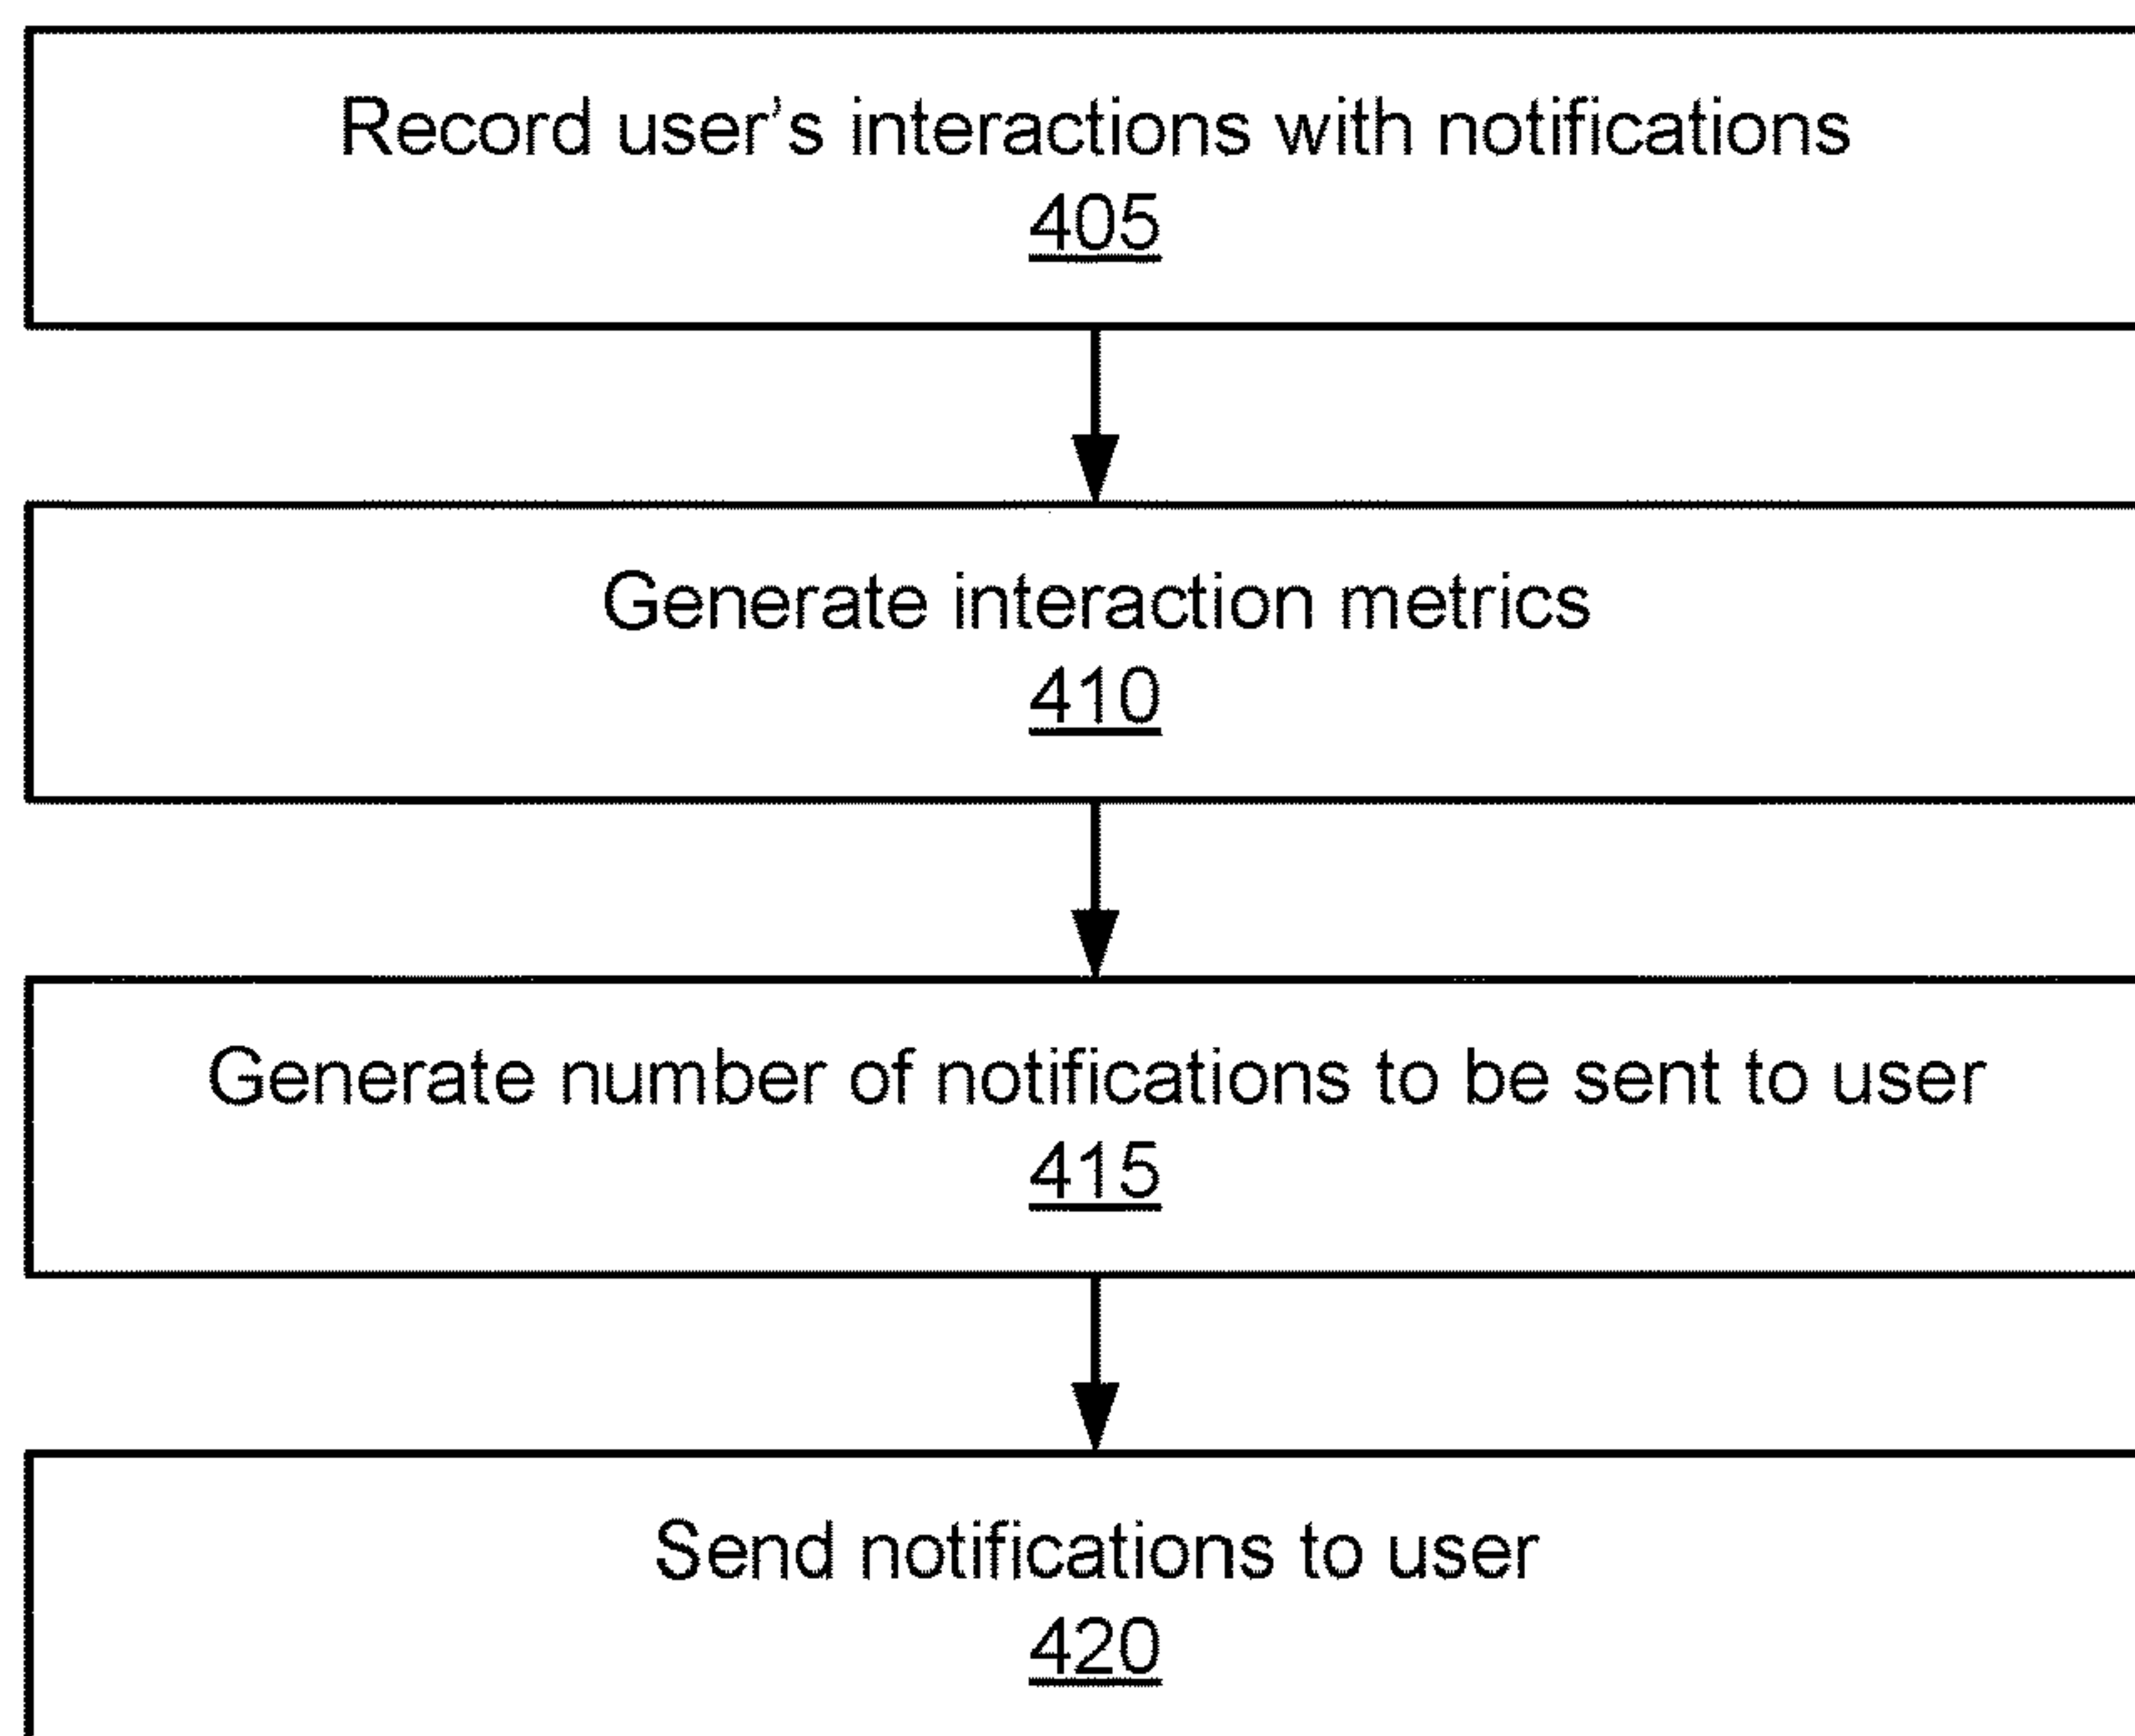 Record user's interactions with notifications
405
Generate interaction metrics
410
Generate number of notifications to be sent to user
415
Send notifications to user
420